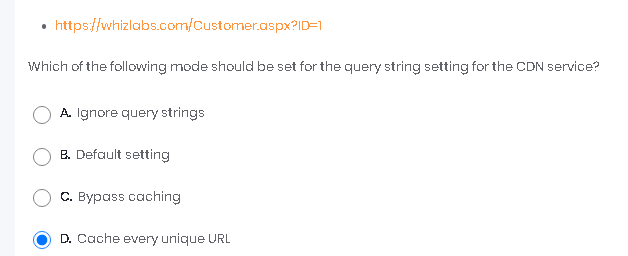 https://whizlabs.com/Customer.aspx?ID=1
Which of the following mode should be set for the query string setting for the CDN service?
A. Ignore query strings
B. Default setting
C. Bypass caching
D. Cache every unique URL